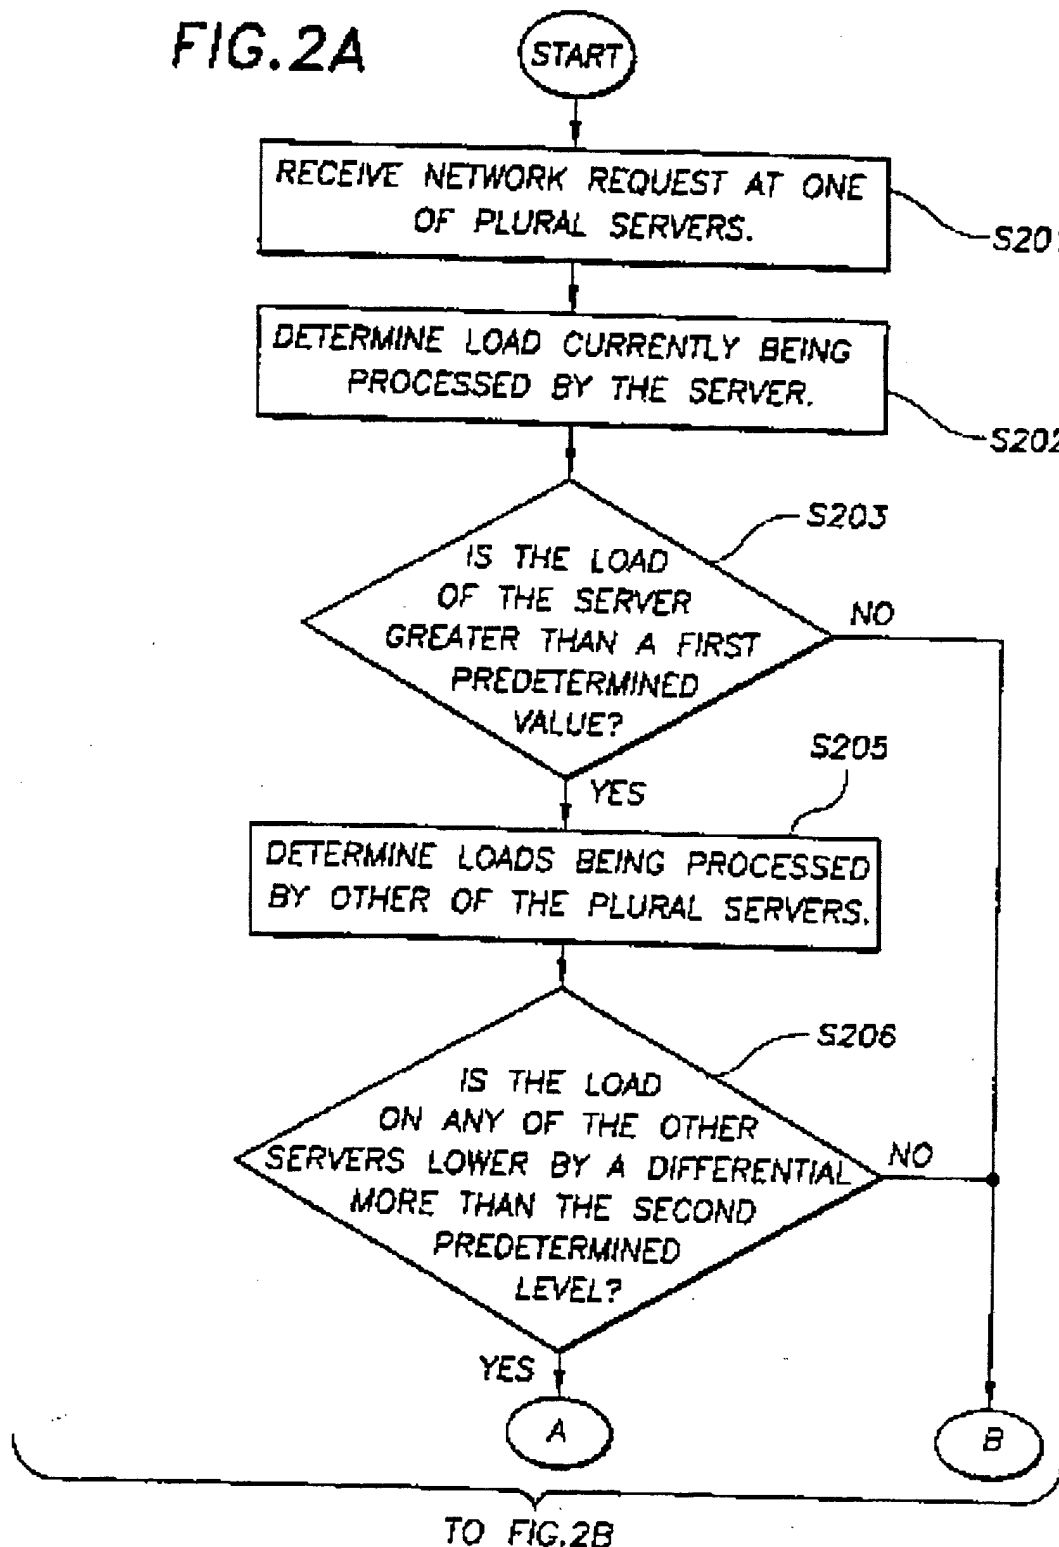 FIG.2A
START
RECEIVE NETWORK REQUEST AT ONE
OF PLURAL SERVERS.
S201
DETERMINE LOAD CURRENTLY BEING
PROCESSED BY THE SERVER.
S202
S203
IS THE LOAD
OF THE SERVER
GREATER THAN A FIRST
PREDETERMINED
VALUE?
NO
YES
S205
DETERMINE LOADS BEING PROCESSED
BY OTHER OF THE PLURAL SERVERS.
S206
IS THE LOAD
ON ANY OF THE OTHER
SERVERS LOWER BY A DIFFERENTIAL
MORE THAN THE SECOND
PREDETERMINED
LEVEL?
NO
YES
A
B
TO FIG.2B